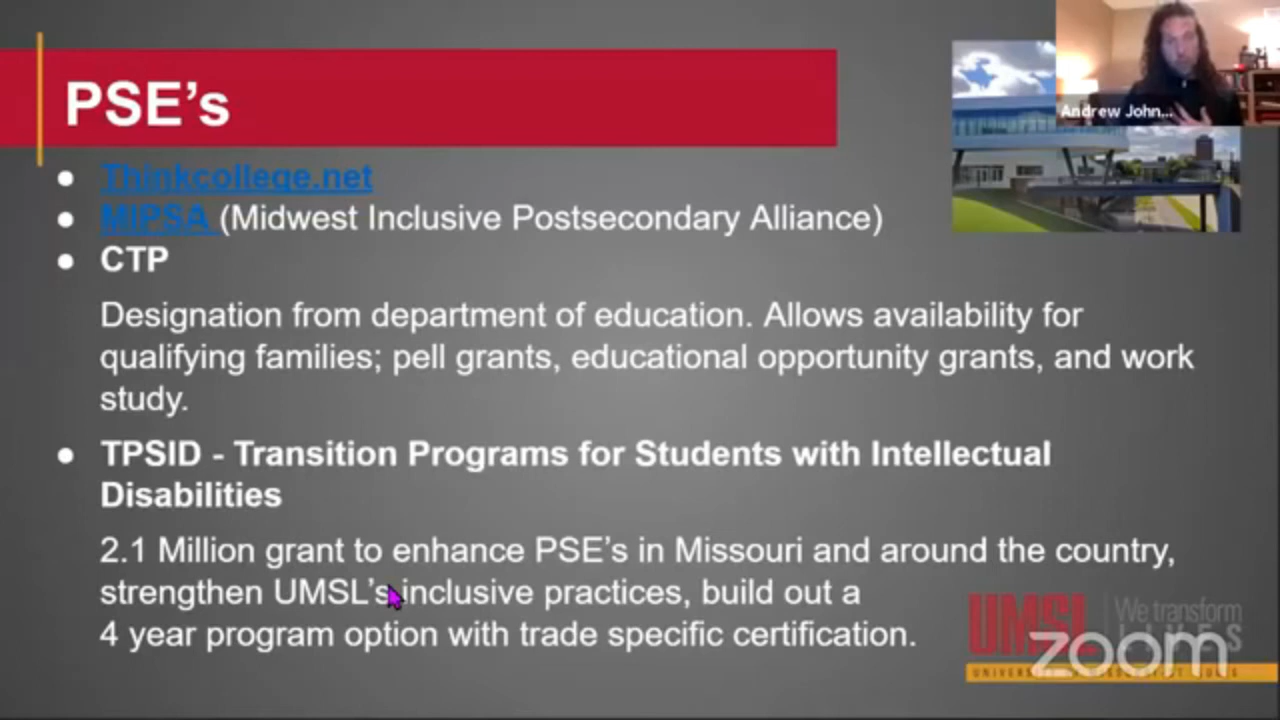 PSE’s
Andrew John...
Thinkcollege.net
MIPSA (Midwest Inclusive Postsecondary Alliance)
CTP
Designation from department of education. Allows availability for
qualifying families; pell grants, educational opportunity grants, and work
study.
TPSID - Transition Programs for Students with Intellectual
Disabilities
2.1 Million grant to enhance PSE’s in Missouri and around the country,
strengthen UMSL’s inclusive practices, build out a
4 year program option with trade specific certification.
UMSL We transform
zoom